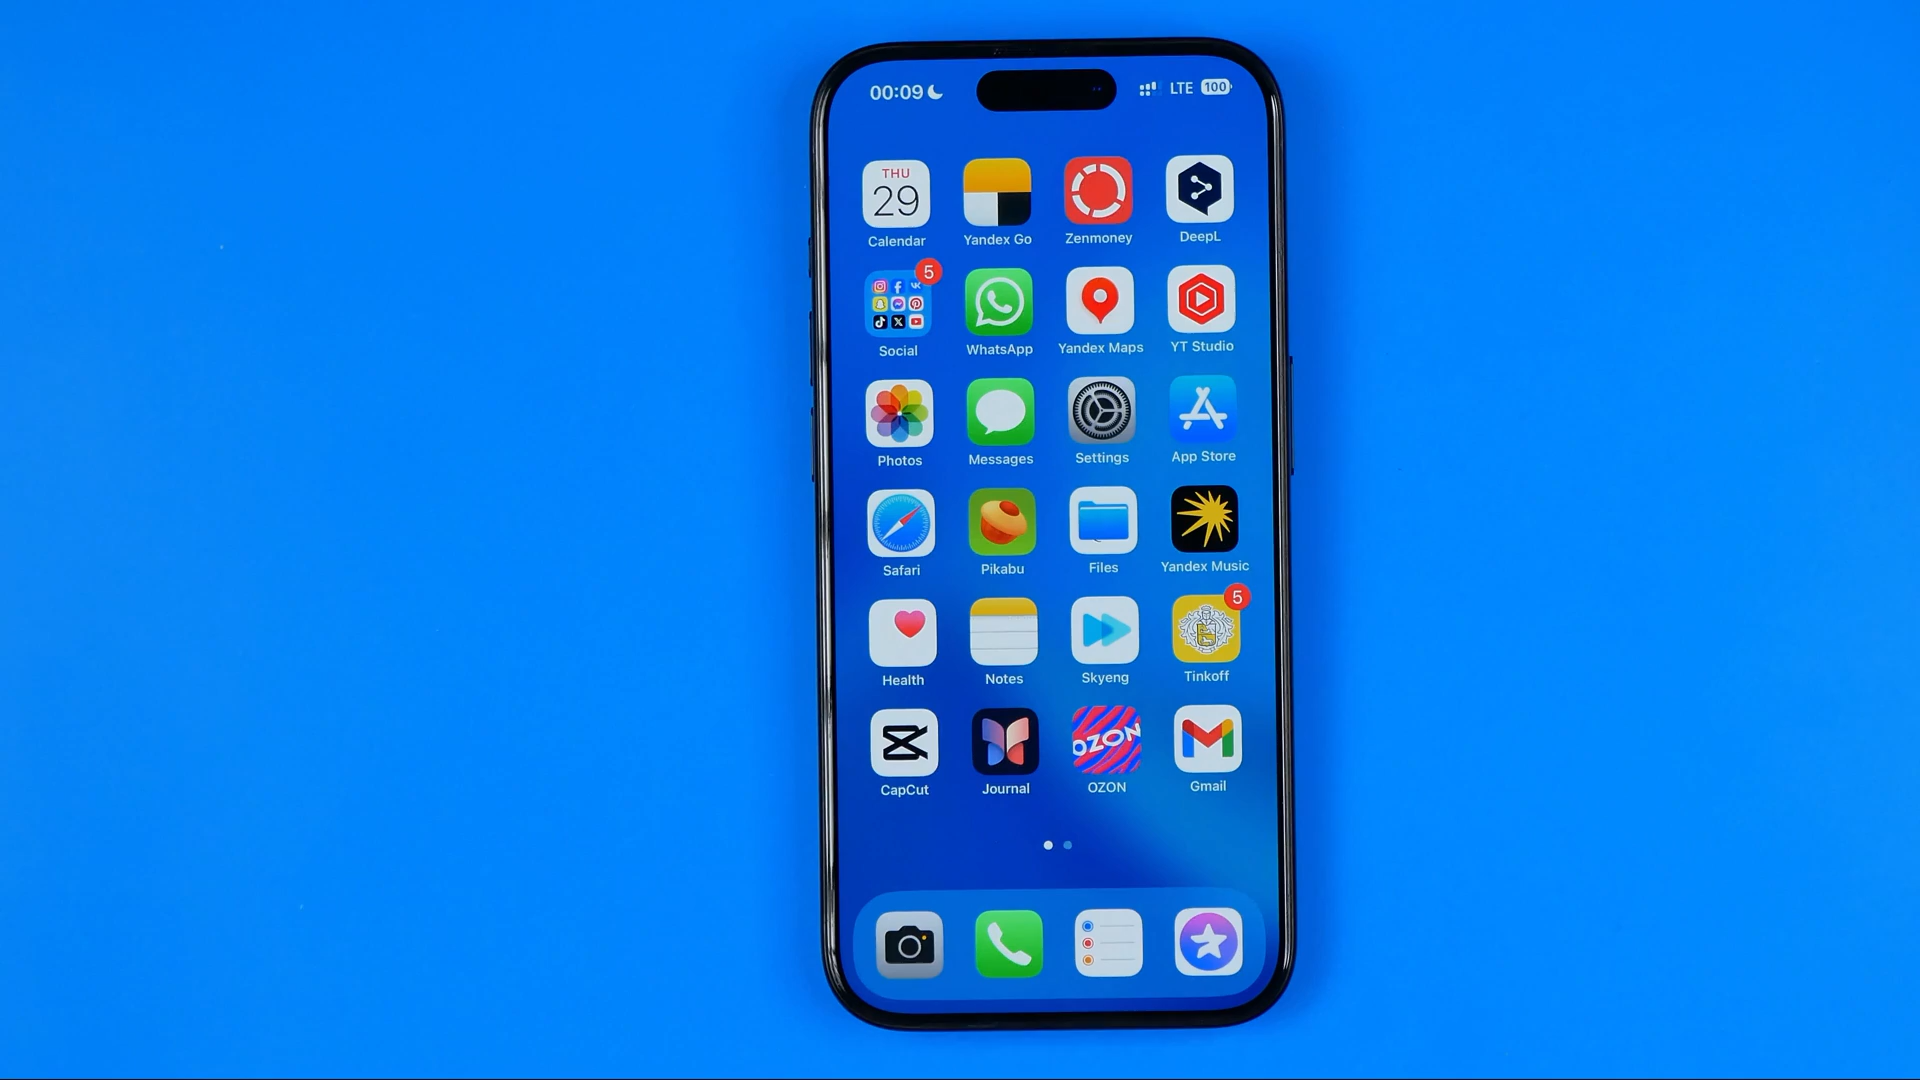 00:09 LTE 100
THU
29
Calendar Yandex Go Zenmoney DeepL
5
Social WhatsApp Yandex Maps YT Studio
Photos Messages Settings App Store
Safari Pikabu Files Yandex Music
5
Health Notes Skyeng Tinkoff
OZON
CapCut Journal OZON Gmail